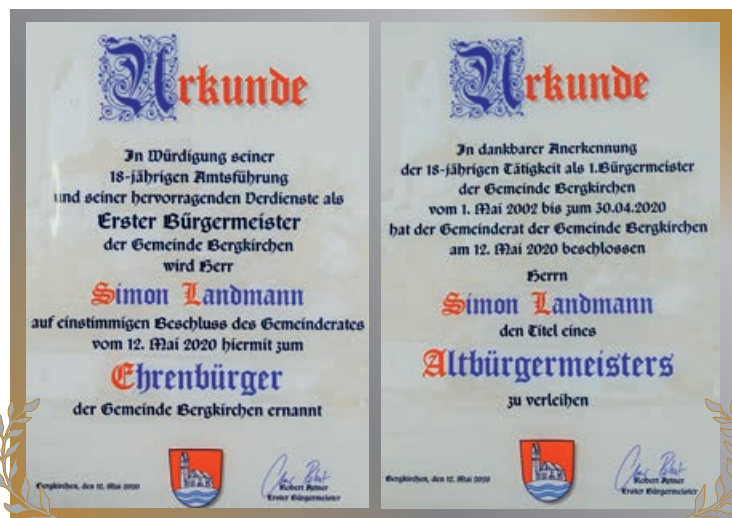 Urkunde
In Würdigung seiner
18-jährigen Amtsführung
und seiner hervorragenden Verdienste als
Erster Bürgermeister
der Gemeinde Bergkirchen
wird Herr
Simon Landmann
auf einstimmigen Beschluss des Gemeinderates
vom 12. Mai 2020 hiermit zum
Ehrenbürger
der Gemeinde Bergkirchen ernannt
Bergkirchen, den 12. Mai 2020
Robert Axtner
Erster Bürgermeister
Urkunde
In dankbarer Anerkennung
der 18-jährigen Tätigkeit als 1.Bürgermeister
der Gemeinde Bergkirchen
vom 1. Mai 2002 bis zum 30.04.2020
hat der Gemeinderat der Gemeinde Bergkirchen
am 12. Mai 2020 beschlossen
Herrn
Simon Landmann
den Titel eines
Altbürgermeisters
zu verleihen
Bergkirchen, den 12. Mai 2020
Robert Axtner
Erster Bürgermeister